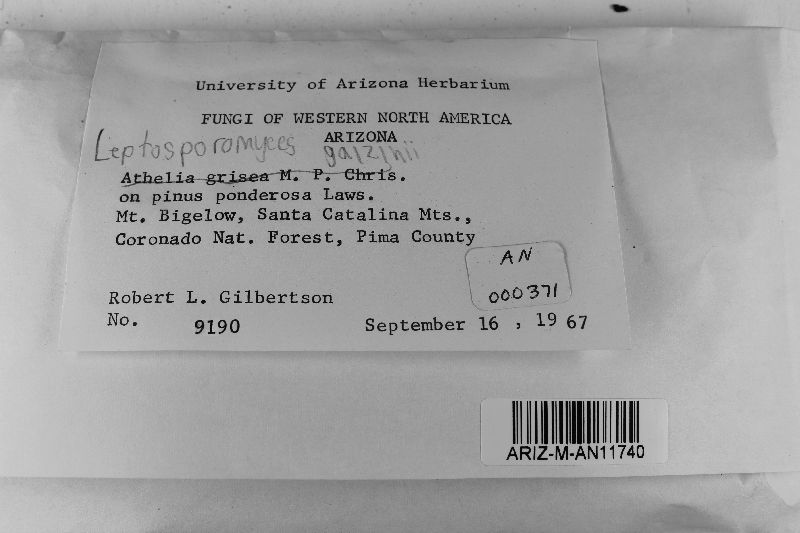 University of Arizona Herbarium
FUNGI OF WESTERN NORTH AMERICA
ARIZONA
Leptosporomyces galzinii
Athelia grisea M. P. Chris.
on pinus ponderosa Laws.
Mt. Bigelow, Santa Catalina Mts.,
Coronado Nat. Forest, Pima County
AN
000371
Robert L. Gilbertson
No. 9190 September 16 , 19 67
ARIZ-M-AN11740